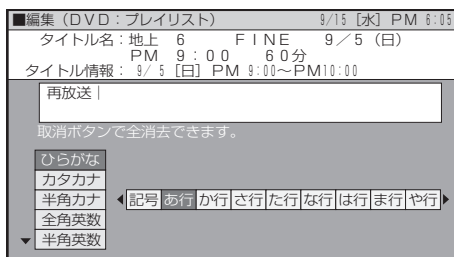 ■編集（DVD：プレイリスト） 9/15［水］PM 6:05
タイトル名：地上 6 FINE 9／5（日）
PM 9：00 60分
タイトル情報： 9/ 5［日］PM 9:00～PM10:00
再放送|
取消ボタンで全消去できます。
ひらがな
カタカナ
半角カナ ◀ 記号 あ行 か行 さ行 た行 な行 は行 ま行 や行 ▶
全角英数
▼ 半角英数